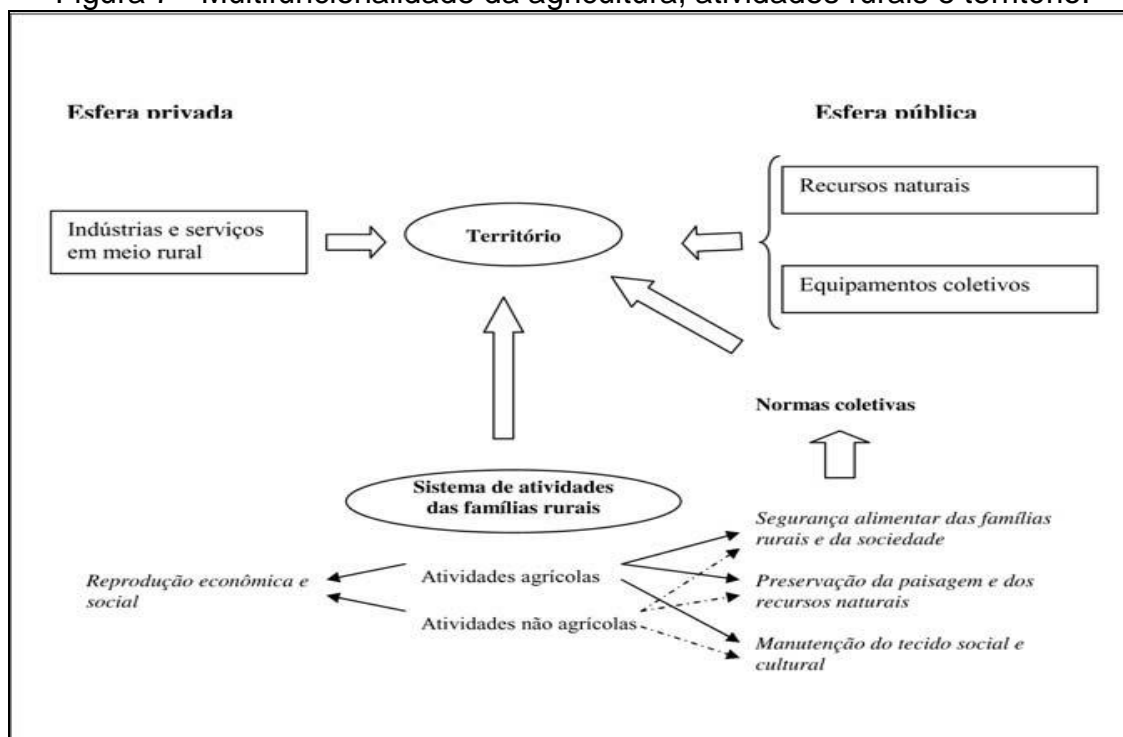 Figura 7 - Multifuncionalidade da agricultura, atividades rurais e território.
Esfera privada
Esfera pública
Recursos naturais
Indústrias e serviços
em meio rural
Território
Equipamentos coletivos
Normas coletivas
Sistema de atividades
das famílias rurais
Segurança alimentar das famílias
rurais e da sociedade
Reprodução econômica e
social
Atividades agrícolas
Preservação da paisagem e dos
recursos naturais
Atividades não agrícolas
Manutenção do tecido social e
cultural